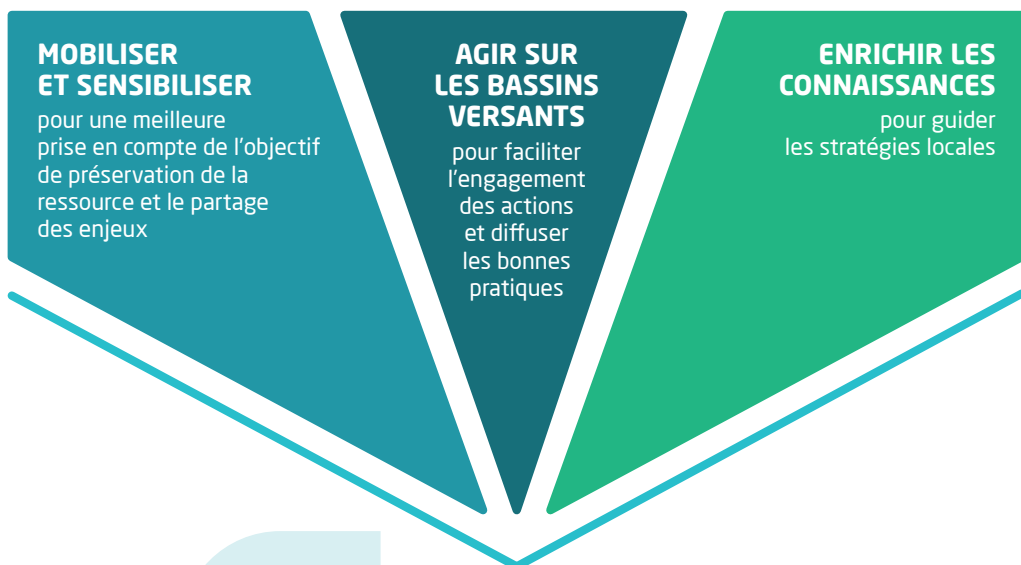 MOBILISER
ET SENSIBILISER
pour une meilleure
prise en compte de l’objectif
de préservation de la
ressource et le partage
des enjeux
AGIR SUR
LES BASSINS
VERSANTS
pour faciliter
l’engagement
des actions
et diffuser
les bonnes
pratiques
ENRICHIR LES
CONNAISSANCES
pour guider
les stratégies locales